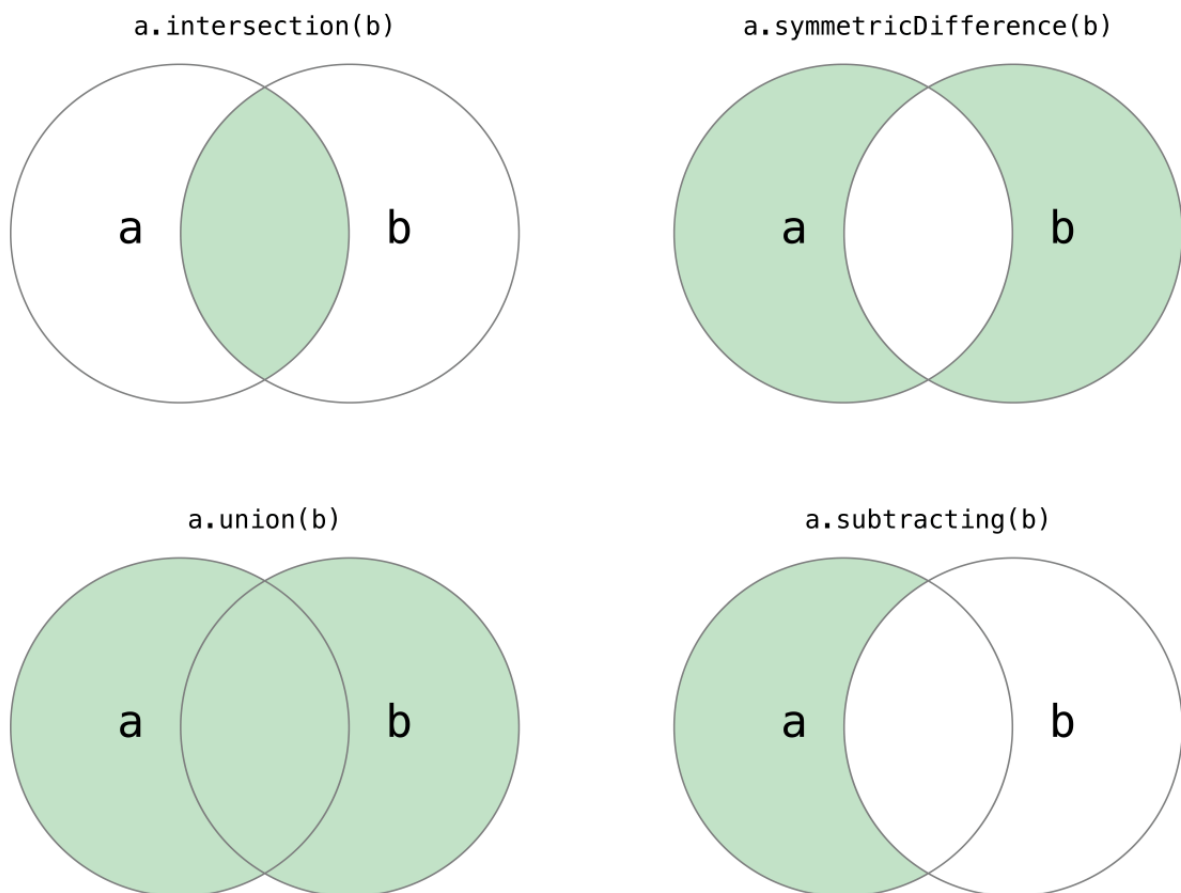 a.intersection(b)
a.symmetricDifference(b)
a
b
a
b
a.union(b)
a.subtracting(b)
a
b
a
b